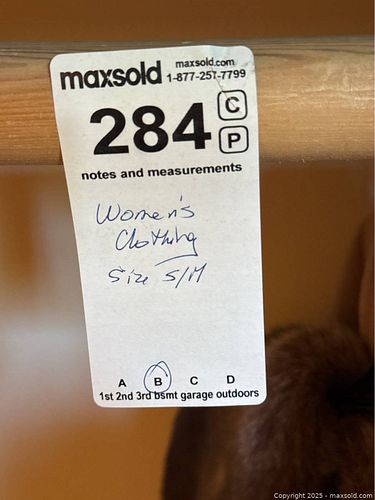 maxsold
maxsold.com
1-877-257-7799
284
C
P
notes and measurements
Women's
Clothing
Size S/M
A B C D
1st 2nd 3rd bsmt garage outdoors
Copyright 2025 - maxsold.com